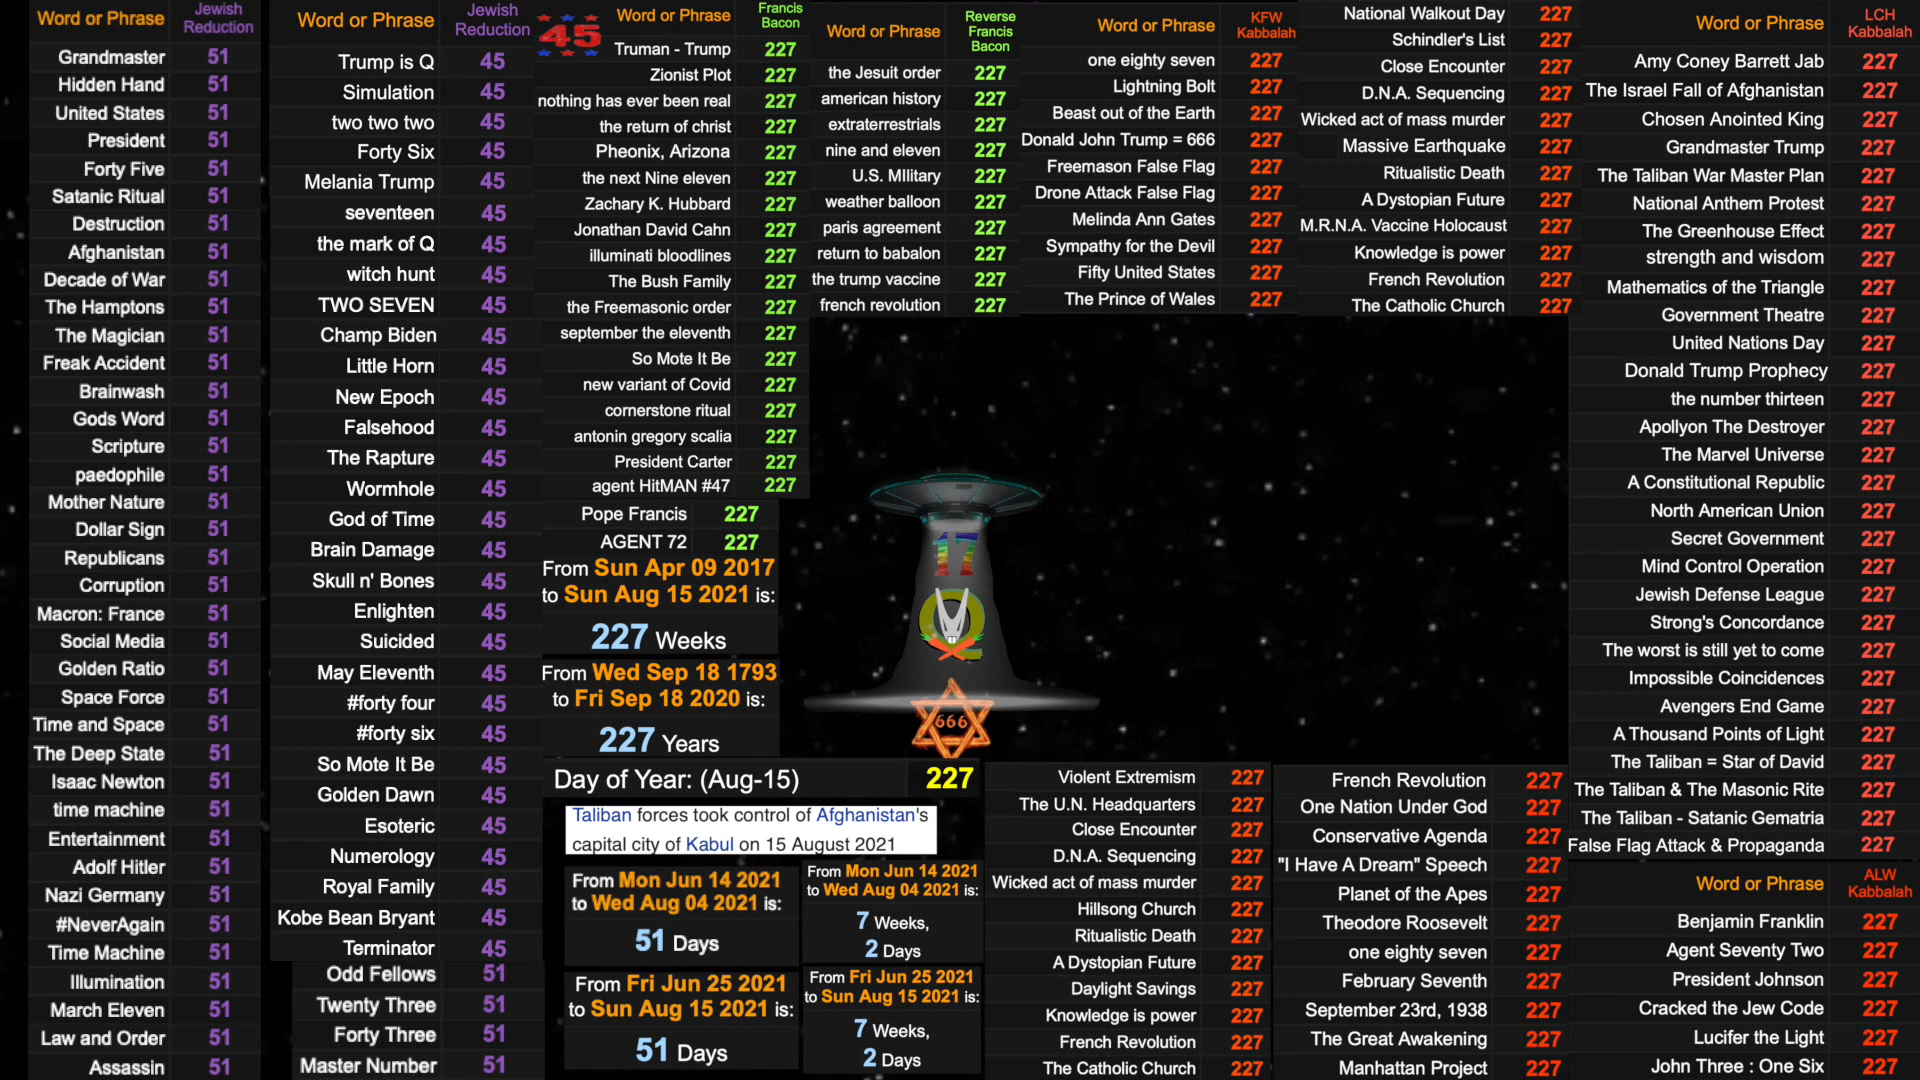 Word or Phrase Jewish Reduction
Grandmaster 51
Hidden Hand 51
United States 51
President 51
Forty Five 51
Satanic Ritual 51
Destruction 51
Afghanistan 51
Decade of War 51
The Hamptons 51
The Magician 51
Freak Accident 51
Brainwash 51
Gods Word 51
Scripture 51
paedophile 51
Mother Nature 51
Dollar Sign 51
Republicans 51
Corruption 51
Macron: France 51
Social Media 51
Golden Ratio 51
Space Force 51
Time and Space 51
The Deep State 51
Isaac Newton 51
time machine 51
Entertainment 51
Adolf Hitler 51
Nazi Germany 51
#NeverAgain 51
Time Machine 51
Illumination 51
March Eleven 51
Law and Order 51
Assassin 51
Word or Phrase Jewish Reduction
Trump is Q 45
Simulation 45
two two two 45
Forty Six 45
Melania Trump 45
seventeen 45
the mark of Q 45
witch hunt 45
TWO SEVEN 45
Champ Biden 45
Little Horn 45
New Epoch 45
Falsehood 45
The Rapture 45
Wormhole 45
God of Time 45
Brain Damage 45
Skull n' Bones 45
Enlighten 45
Suicided 45
May Eleventh 45
#forty four 45
#forty six 45
So Mote It Be 45
Golden Dawn 45
Esoteric 45
Numerology 45
Royal Family 45
Kobe Bean Bryant 45
Terminator 45
Odd Fellows 51
Twenty Three 51
Forty Three 51
Master Number 51
45
Word or Phrase Francis Bacon
Truman - Trump 227
Zionist Plot 227
nothing has ever been real 227
the return of christ 227
Pheonix, Arizona 227
the next Nine eleven 227
Zachary K. Hubbard 227
Jonathan David Cahn 227
illuminati bloodlines 227
The Bush Family 227
the Freemasonic order 227
september the eleventh 227
So Mote It Be 227
new variant of Covid 227
cornerstone ritual 227
antonin gregory scalia 227
President Carter 227
agent HitMAN #47 227
Pope Francis 227
AGENT 72 227
From Sun Apr 09 2017
to Sun Aug 15 2021 is:
227 Weeks
From Wed Sep 18 1793
to Fri Sep 18 2020 is:
227 Years
Day of Year: (Aug-15) 227
Taliban forces took control of Afghanistan's
capital city of Kabul on 15 August 2021
From Mon Jun 14 2021
to Wed Aug 04 2021 is:
51 Days
From Mon Jun 14 2021
to Wed Aug 04 2021 is:
7 Weeks,
2 Days
From Fri Jun 25 2021
to Sun Aug 15 2021 is:
51 Days
From Fri Jun 25 2021
to Sun Aug 15 2021 is:
7 Weeks,
2 Days
Word or Phrase Reverse Francis Bacon
the Jesuit order 227
american history 227
extraterrestrials 227
nine and eleven 227
U.S. MIlitary 227
weather balloon 227
paris agreement 227
return to babalon 227
the trump vaccine 227
french revolution 227
17
Q
666
Word or Phrase KFW Kabbalah
one eighty seven 227
Lightning Bolt 227
Beast out of the Earth 227
Donald John Trump = 666 227
Freemason False Flag 227
Drone Attack False Flag 227
Melinda Ann Gates 227
Sympathy for the Devil 227
Fifty United States 227
The Prince of Wales 227
National Walkout Day 227
Schindler's List 227
Close Encounter 227
D.N.A. Sequencing 227
Wicked act of mass murder 227
Massive Earthquake 227
Ritualistic Death 227
A Dystopian Future 227
M.R.N.A. Vaccine Holocaust 227
Knowledge is power 227
French Revolution 227
The Catholic Church 227
Violent Extremism 227
The U.N. Headquarters 227
Close Encounter 227
D.N.A. Sequencing 227
Wicked act of mass murder 227
Hillsong Church 227
Ritualistic Death 227
A Dystopian Future 227
Daylight Savings 227
Knowledge is power 227
French Revolution 227
The Catholic Church 227
French Revolution 227
One Nation Under God 227
Conservative Agenda 227
"I Have A Dream" Speech 227
Planet of the Apes 227
Theodore Roosevelt 227
one eighty seven 227
February Seventh 227
September 23rd, 1938 227
The Great Awakening 227
Manhattan Project 227
Word or Phrase LCH Kabbalah
Amy Coney Barrett Jab 227
The Israel Fall of Afghanistan 227
Chosen Anointed King 227
Grandmaster Trump 227
The Taliban War Master Plan 227
National Anthem Protest 227
The Greenhouse Effect 227
strength and wisdom 227
Mathematics of the Triangle 227
Government Theatre 227
United Nations Day 227
Donald Trump Prophecy 227
the number thirteen 227
Apollyon The Destroyer 227
The Marvel Universe 227
A Constitutional Republic 227
North American Union 227
Secret Government 227
Mind Control Operation 227
Jewish Defense League 227
Strong's Concordance 227
The worst is still yet to come 227
Impossible Coincidences 227
Avengers End Game 227
A Thousand Points of Light 227
The Taliban = Star of David 227
The Taliban & The Masonic Rite 227
The Taliban - Satanic Gematria 227
False Flag Attack & Propaganda 227
Word or Phrase ALW Kabbalah
Benjamin Franklin 227
Agent Seventy Two 227
President Johnson 227
Cracked the Jew Code 227
Lucifer the Light 227
John Three : One Six 227